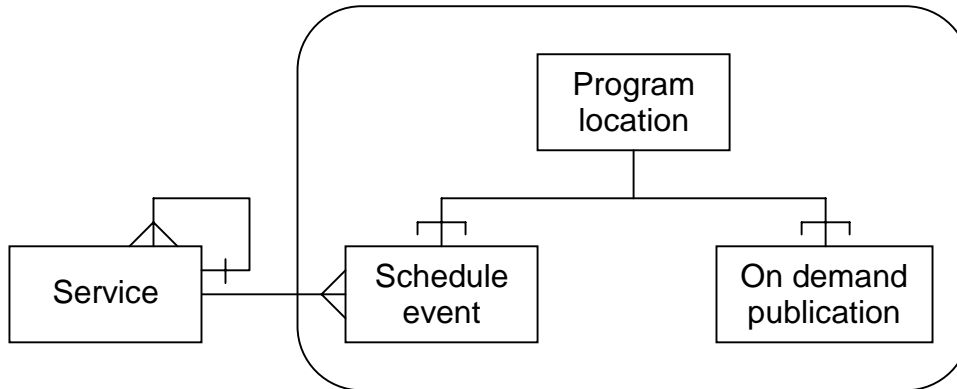 Program
location
Service
Schedule
event
On demand
publication